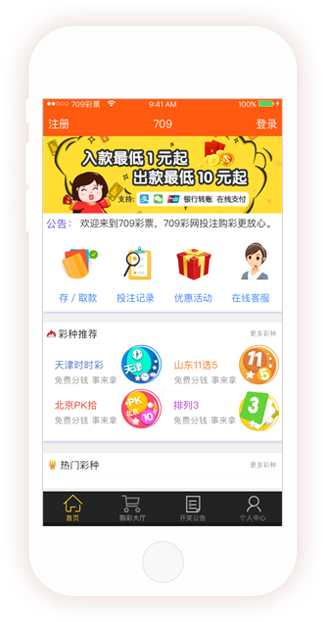 709彩票 9:41 AM 100%
注册 709 登录
入款最低1元起
出款最低10元起
支持: 银行转账 在线支付
公告： 欢迎来到709彩票，709彩网投注购彩更放心。
存 / 取款 投注记录 优惠活动 在线客服
彩种推荐 更多彩种
天津时时彩 天津 山东11选5 11 5
免费分钱 事来拿 免费分钱 事来拿
北京PK拾 PK 北京 10 排列3 3
免费分钱 事来拿 免费分钱 事来拿
热门彩种 更多彩种
首页 购彩大厅 开奖公告 个人中心